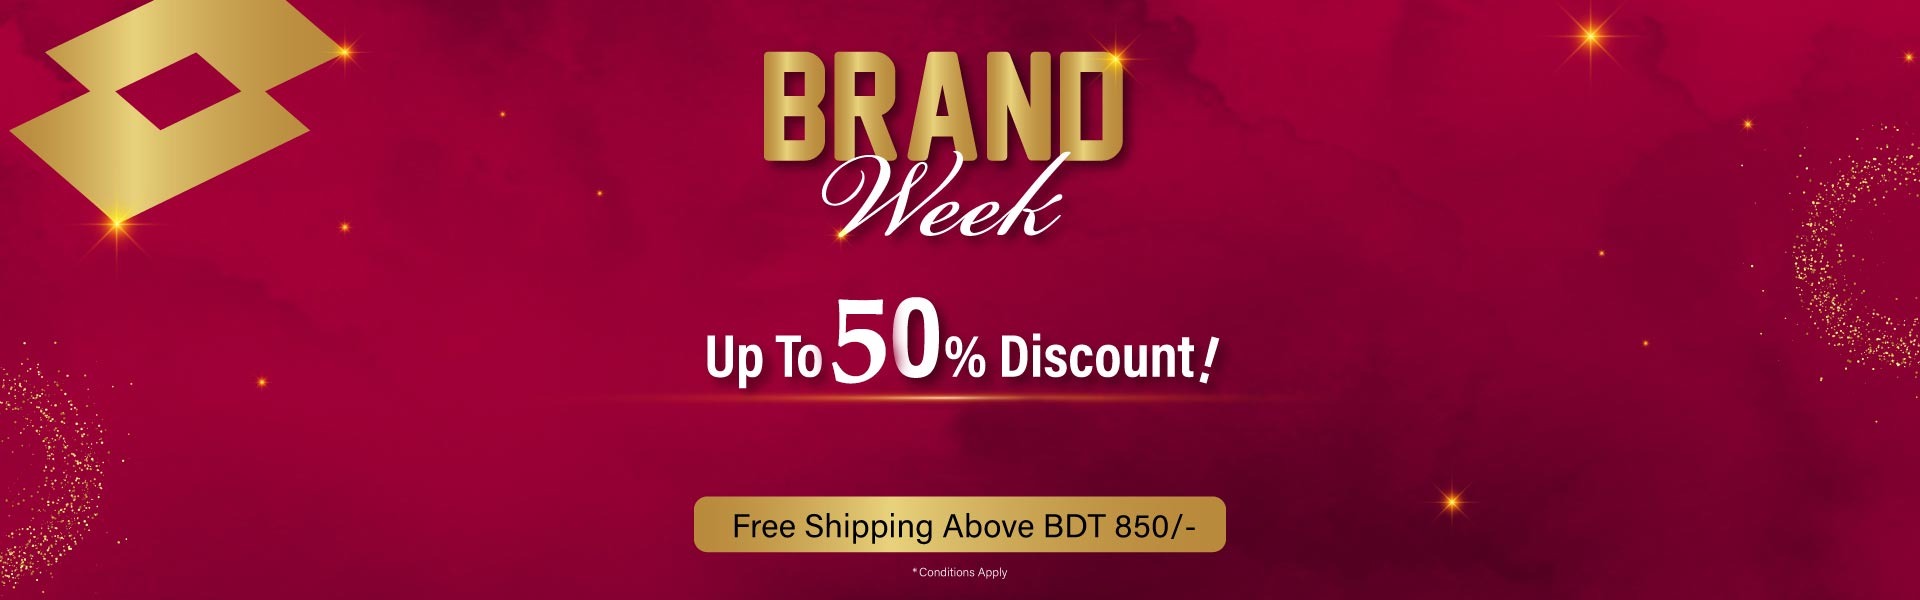 BRAND
Week
Up To 50% Discount!
Free Shipping Above BDT 850/-
*Conditions Apply